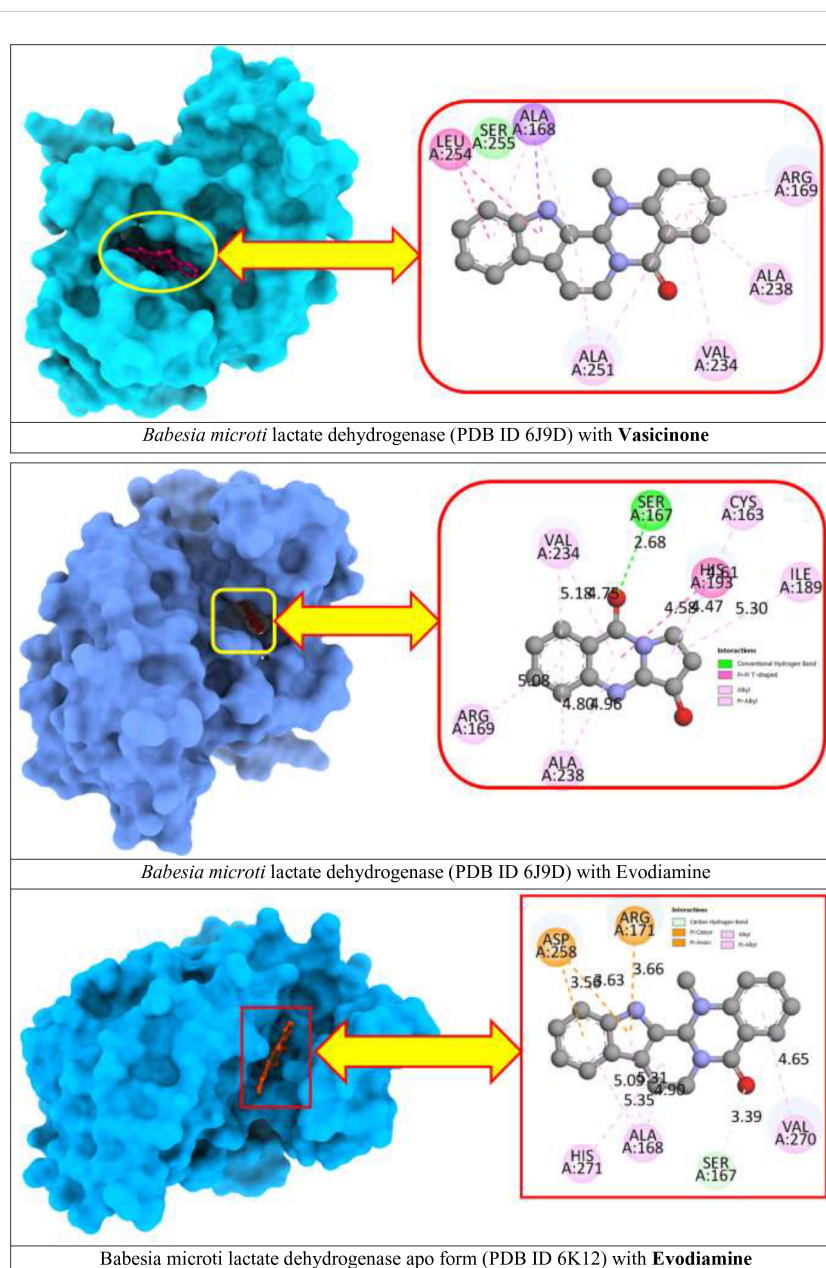 ALA
A:168
SER
A:255
LEU
A:254
ARG
A:169
ALA
A:238
ALA
A:251
VAL
A:234
Babesia microti lactate dehydrogenase (PDB ID 6J9D) with Vasicinone
SER
A:167
CYS
A:163
VAL
A:234
2.68
HIS
A:193
4.61
ILE
A:189
5.18
4.75
4.58
4.47
5.30
Interactions
Conventional Hydrogen Bond
Pi-Pi T-shaped
Alkyl
Pi-Alkyl
5.08
4.80
4.96
ARG
A:169
ALA
A:238
Babesia microti lactate dehydrogenase (PDB ID 6J9D) with Evodiamine
Interactions
Carbon Hydrogen Bond
Pi-Cation
Pi-Anion
Alkyl
Pi-Alkyl
ARG
A:171
ASP
A:258
3.56
3.63
3.66
4.65
5.09
5.31
4.90
5.35
3.39
HIS
A:271
ALA
A:168
SER
A:167
VAL
A:270
Babesia microti lactate dehydrogenase apo form (PDB ID 6K12) with Evodiamine